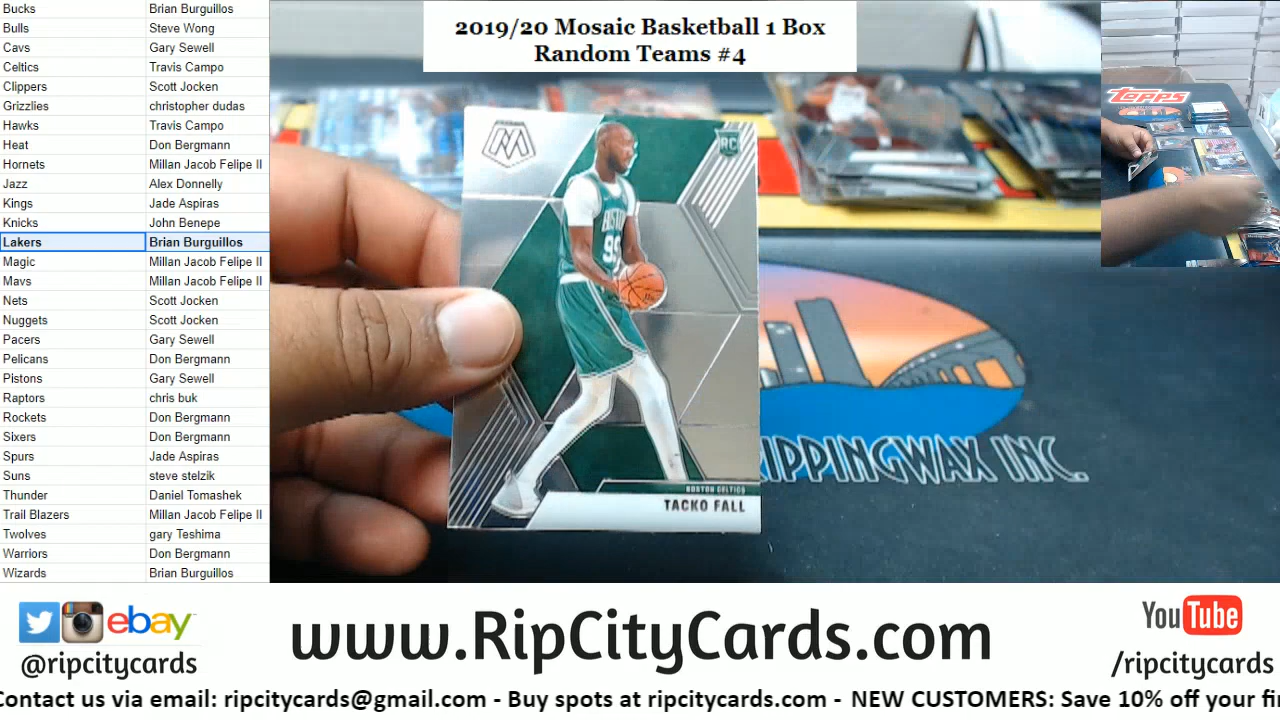 Bucks Brian Burguillos
Bulls Steve Wong
Cavs Gary Sewell
Celtics Travis Campo
Clippers Scott Jocken
Grizzlies christopher dudas
Hawks Travis Campo
Heat Don Bergmann
Hornets Millan Jacob Felipe II
Jazz Alex Donnelly
Kings Jade Aspiras
Knicks John Benepe
Lakers Brian Burguillos
Magic Millan Jacob Felipe II
Mavs Millan Jacob Felipe II
Nets Scott Jocken
Nuggets Scott Jocken
Pacers Gary Sewell
Pelicans Don Bergmann
Pistons Gary Sewell
Raptors chris buk
Rockets Don Bergmann
Sixers Don Bergmann
Spurs Jade Aspiras
Suns steve stelzik
Thunder Daniel Tomashek
Trail Blazers Millan Jacob Felipe II
Twolves gary Teshima
Warriors Don Bergmann
Wizards Brian Burguillos
2019/20 Mosaic Basketball 1 Box
Random Teams #4
Topps
M
RC
BOSTON
99
BOSTON CELTICS
TACKO FALL
RIPPINGWAX INC.
ebay
@ripcitycards
www.RipCityCards.com
You Tube
/ripcitycards
Contact us via email: ripcitycards@gmail.com - Buy spots at ripcitycards.com - NEW CUSTOMERS: Save 10% off your fi